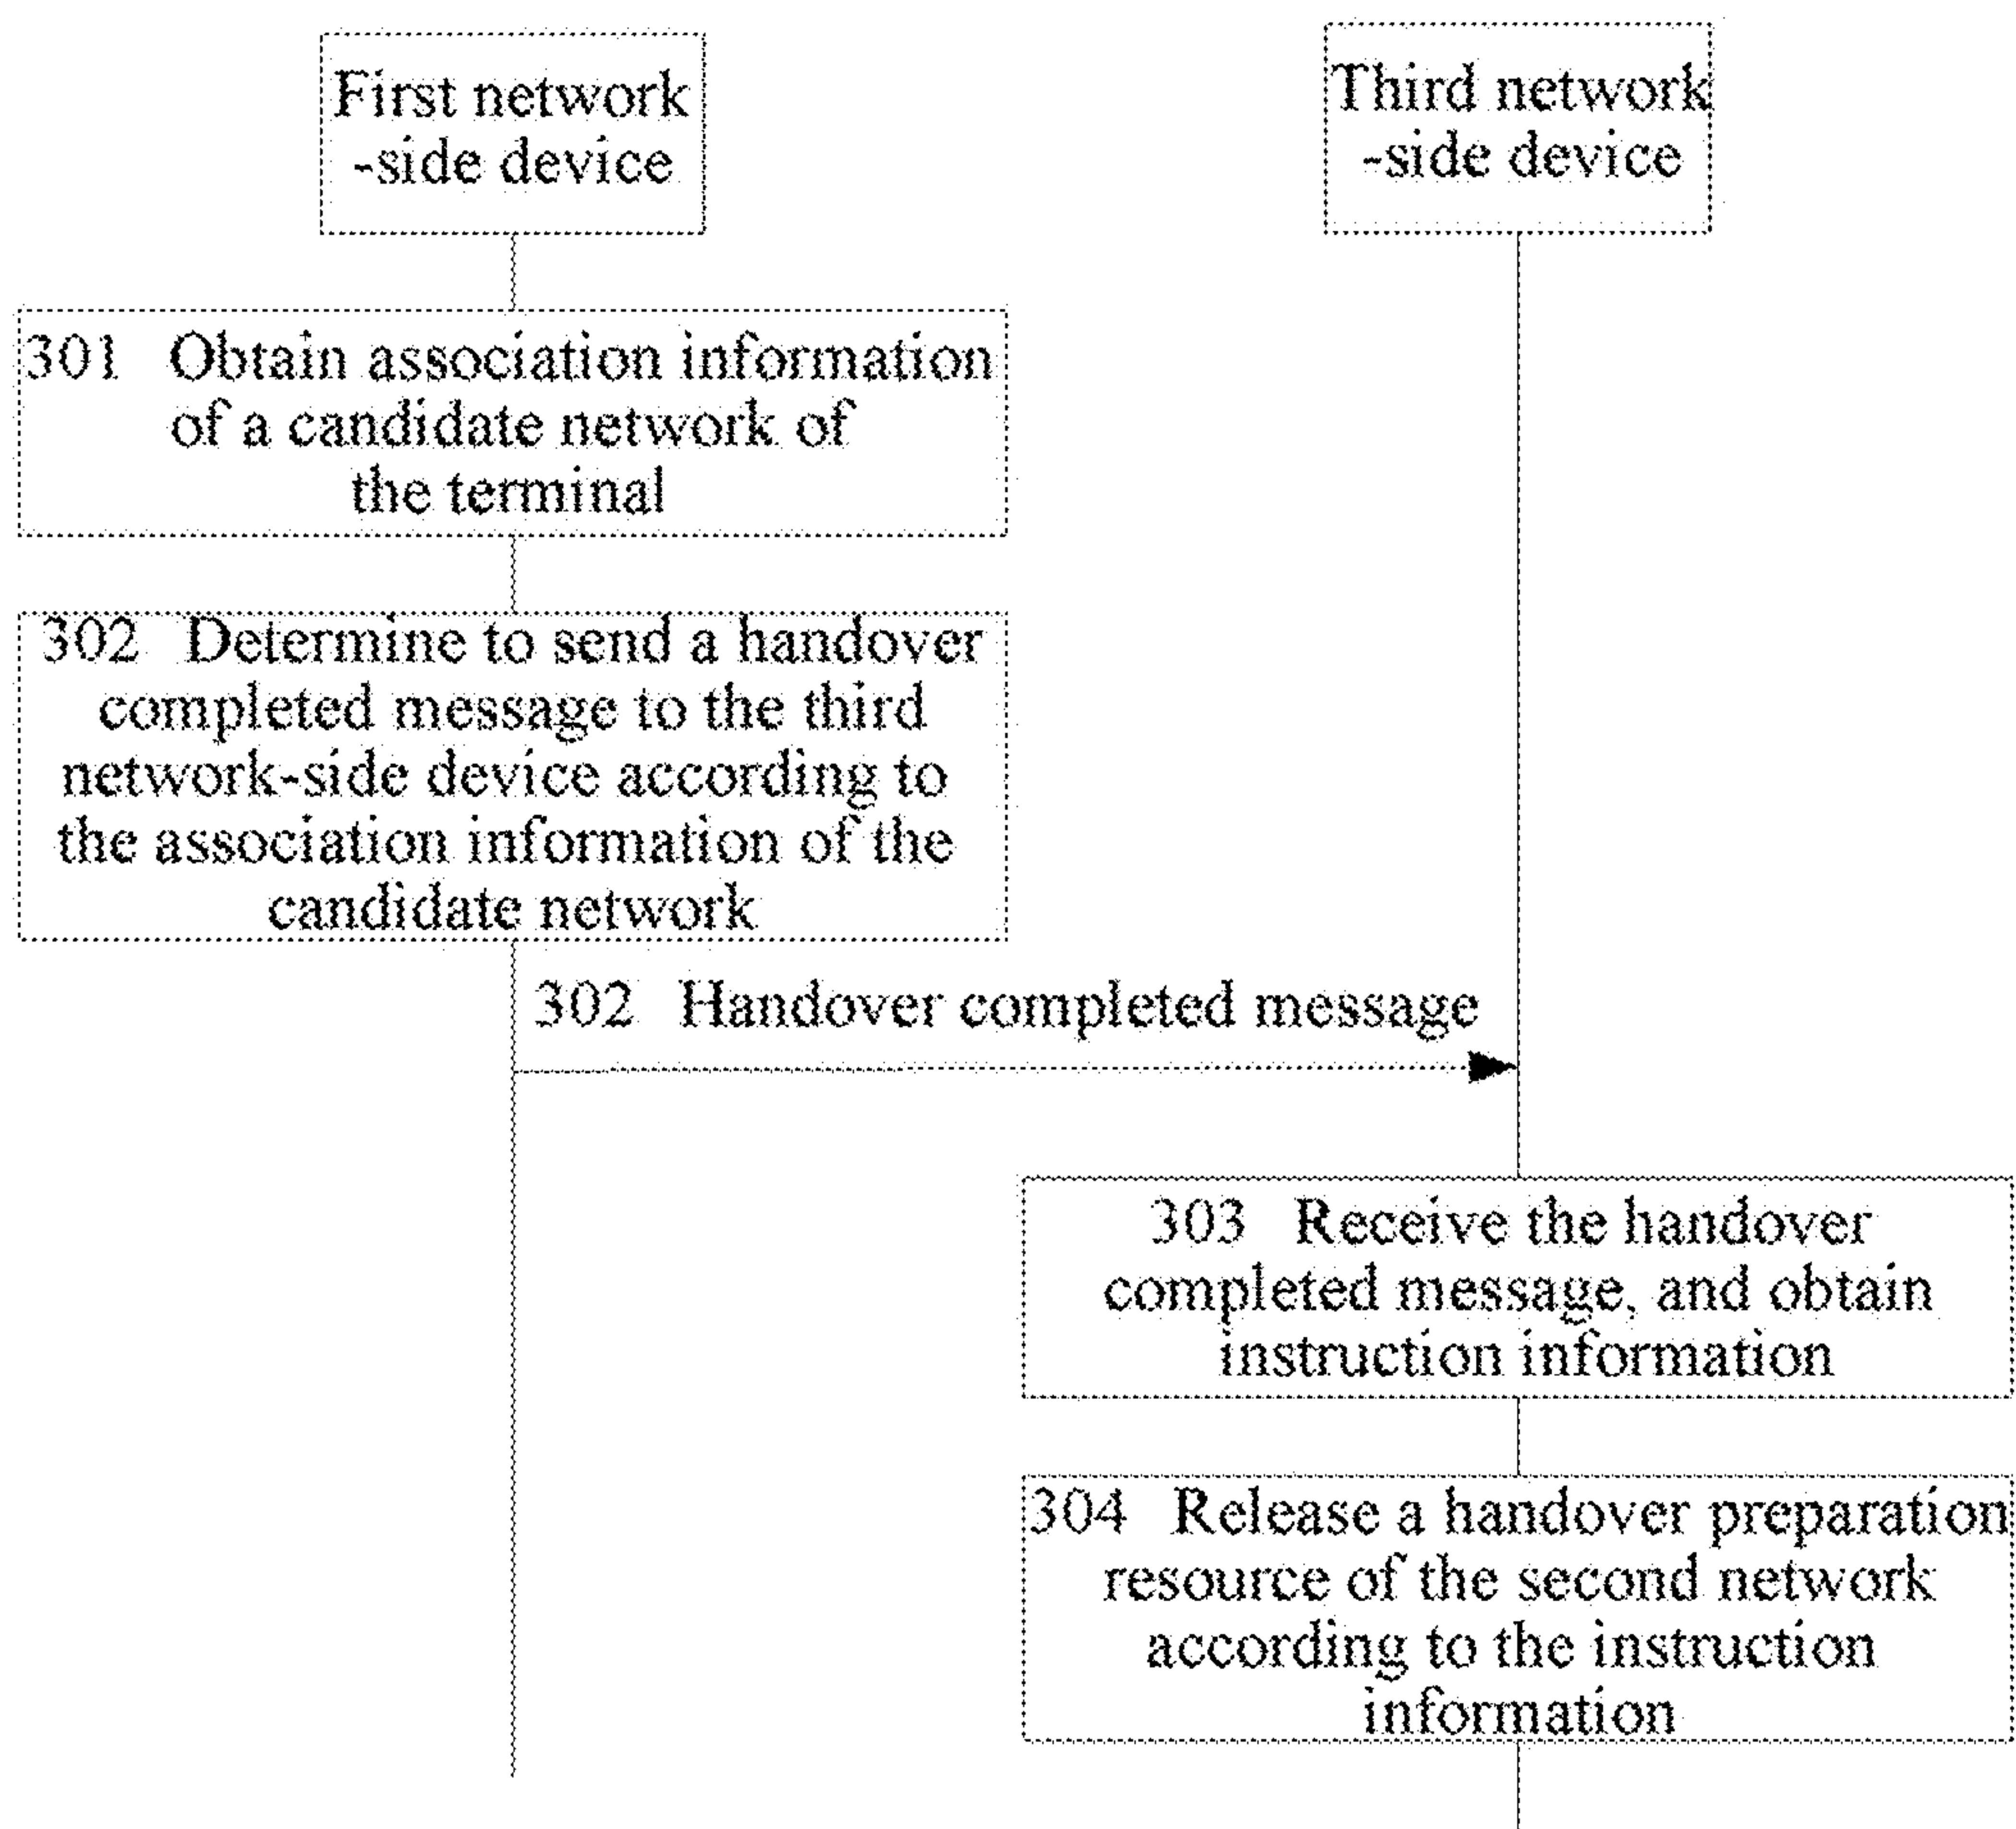 First network
-side device
Third network
-side device
301 Obtain association information
of a candidate network of
the terminal
302 Determine to send a handover
completed message to the third
network-side device according to
the association information of the
candidate network
302 Handover completed message
303 Receive the handover
completed message, and obtain
instruction information
304 Release a handover preparation
resource of the second network
according to the instruction
information